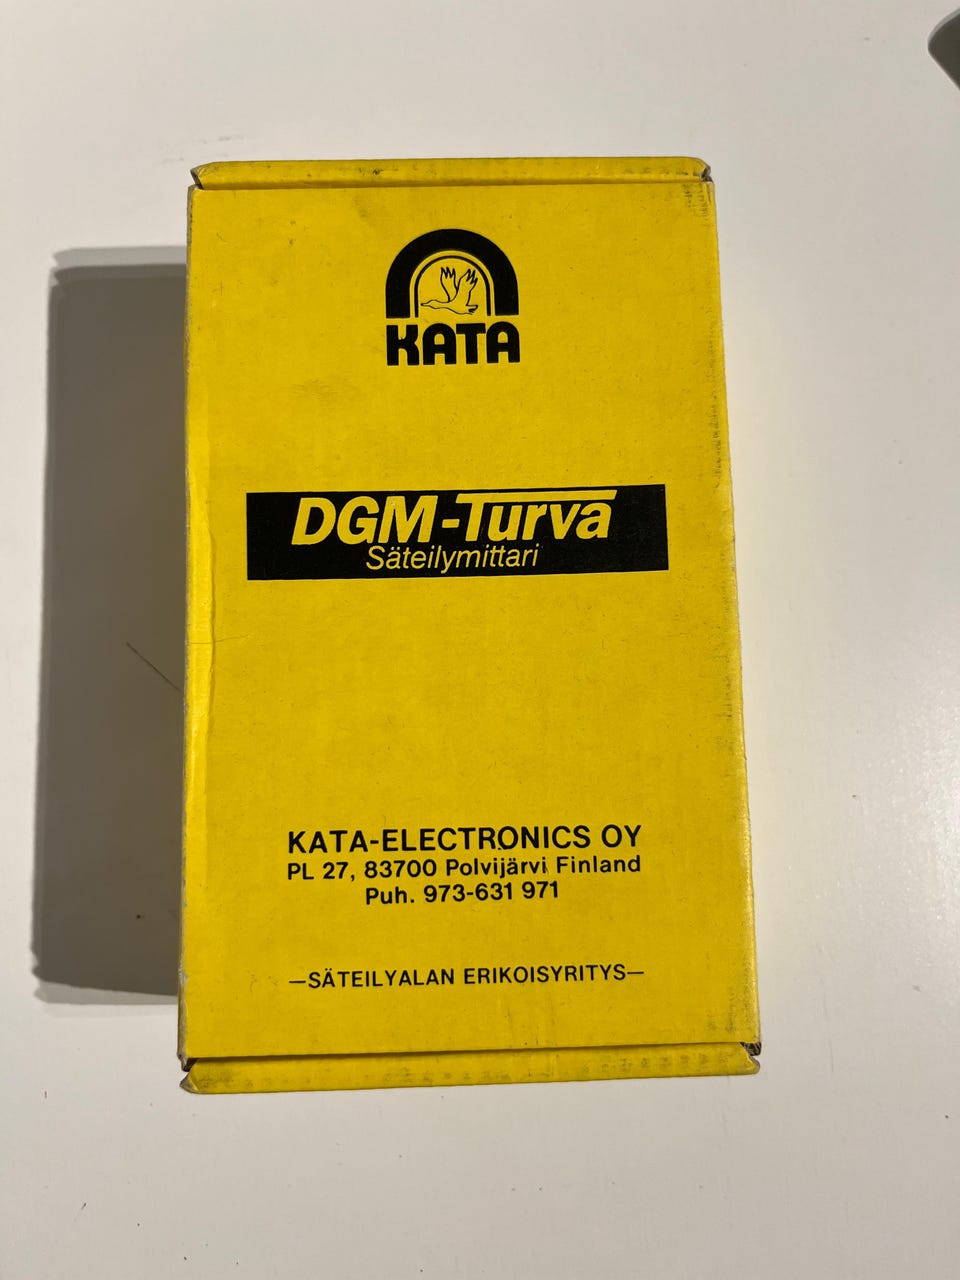 KATA
DGM-Turva
Säteilymittari
KATA-ELECTRONICS OY
PL 27, 83700 Polvijärvi Finland
Puh. 973-631 971
—SÄTEILYALAN ERIKOISYRITYS—